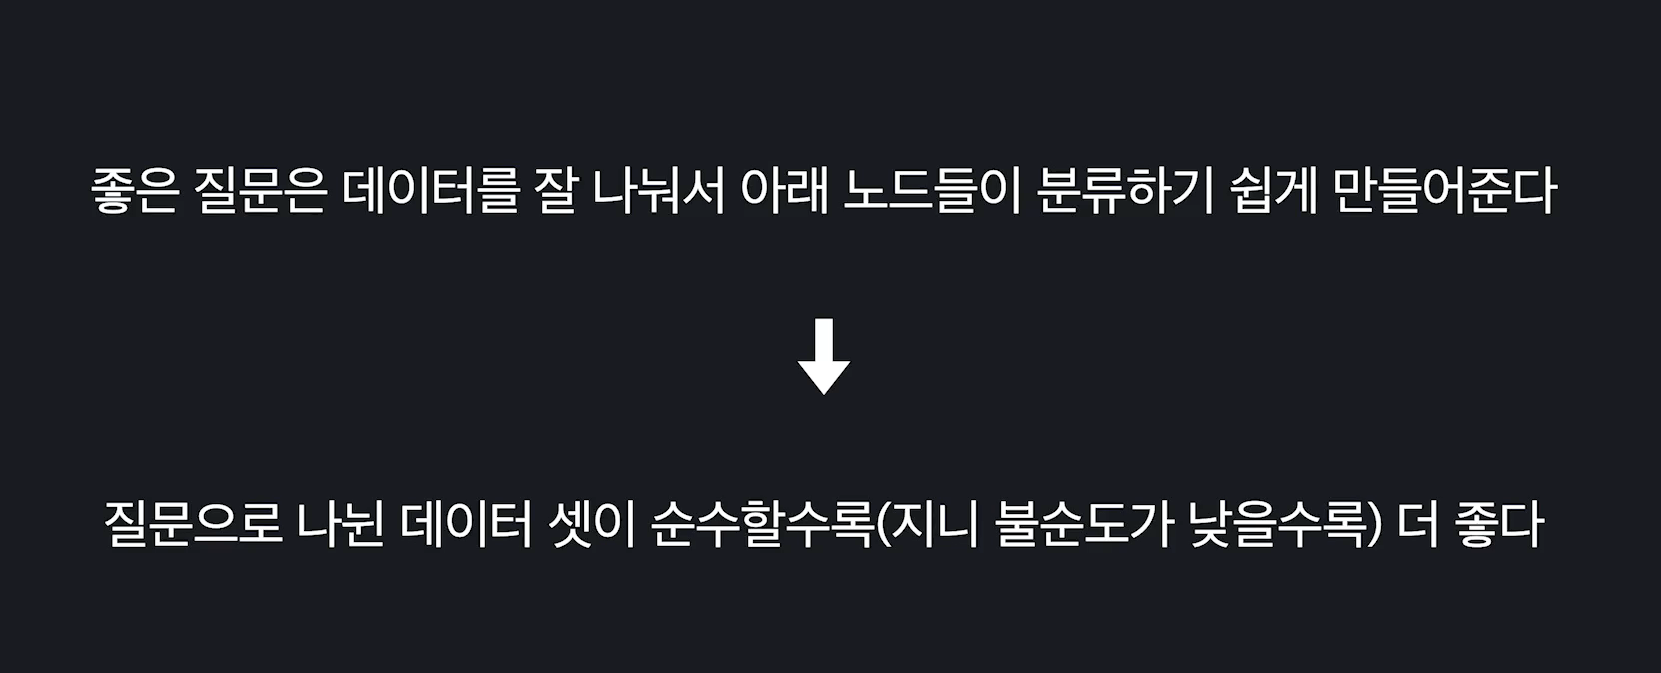 좋은 질문은 데이터를 잘 나눠서 아래 노드들이 분류하기 쉽게 만들어준다
질문으로 나뉜 데이터 셋이 순수할수록(지니 불순도가 낮을수록) 더 좋다